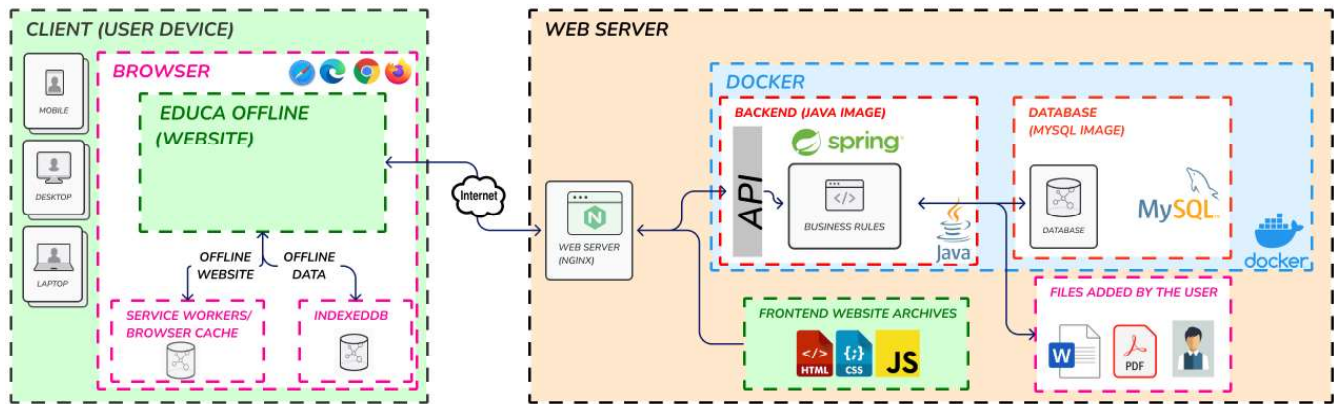 CLIENT (USER DEVICE)
MOBILE
DESKTOP
LAPTOP
BROWSER
EDUCA OFFLINE
(WEBSITE)
OFFLINE
WEBSITE
OFFLINE
DATA
SERVICE WORKERS/
BROWSER CACHE
INDEXEDDB
Internet
WEB SERVER
WEB SERVER
(NGINX)
DOCKER
BACKEND (JAVA IMAGE)
API
spring
</>
BUSINESS RULES
Java
DATABASE
(MYSQL IMAGE)
DATABASE
MySQL
docker
FRONTEND WEBSITE ARCHIVES
</>
HTML
{;}
CSS
JS
FILES ADDED BY THE USER
W
PDF